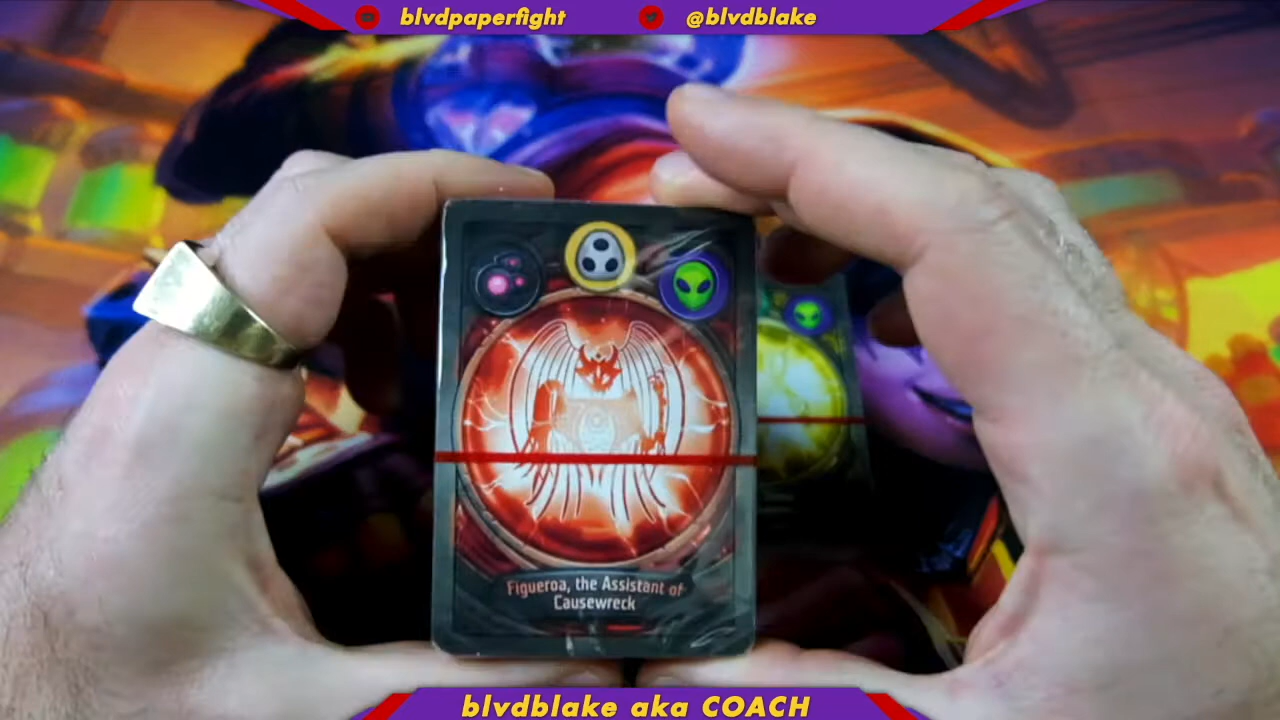 blvdpaperfight @blvdblake
Figueroa, the Assistant of
Causewreck
blvdblake aka COACH